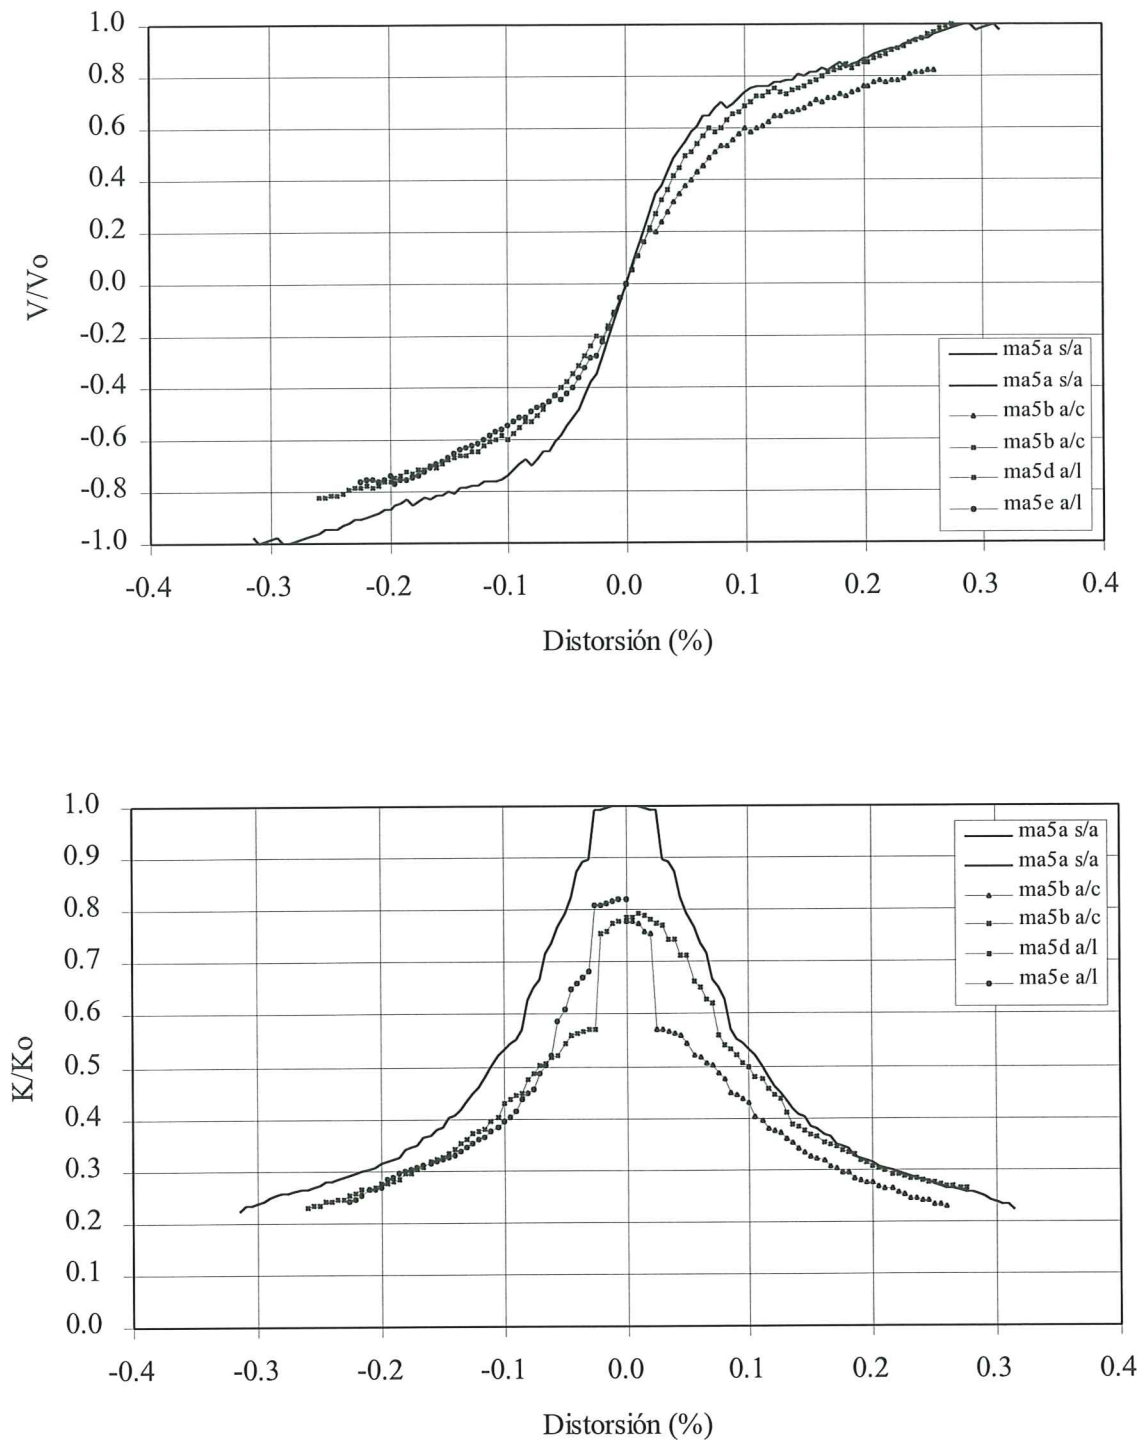 1.0
0.8
0.6
0.4
0.2
0.0
-0.2
-0.4
-0.6
-0.8
-1.0
V/Vo
ma5a s/a
ma5a s/a
ma5b a/c
ma5b a/c
ma5d a/l
ma5e a/l
-0.4 -0.3 -0.2 -0.1 0.0 0.1 0.2 0.3 0.4
Distorsión (%)
1.0
0.9
0.8
0.7
0.6
0.5
0.4
0.3
0.2
0.1
0.0
K/Ko
ma5a s/a
ma5a s/a
ma5b a/c
ma5b a/c
ma5d a/l
ma5e a/l
-0.4 -0.3 -0.2 -0.1 0.0 0.1 0.2 0.3 0.4
Distorsión (%)